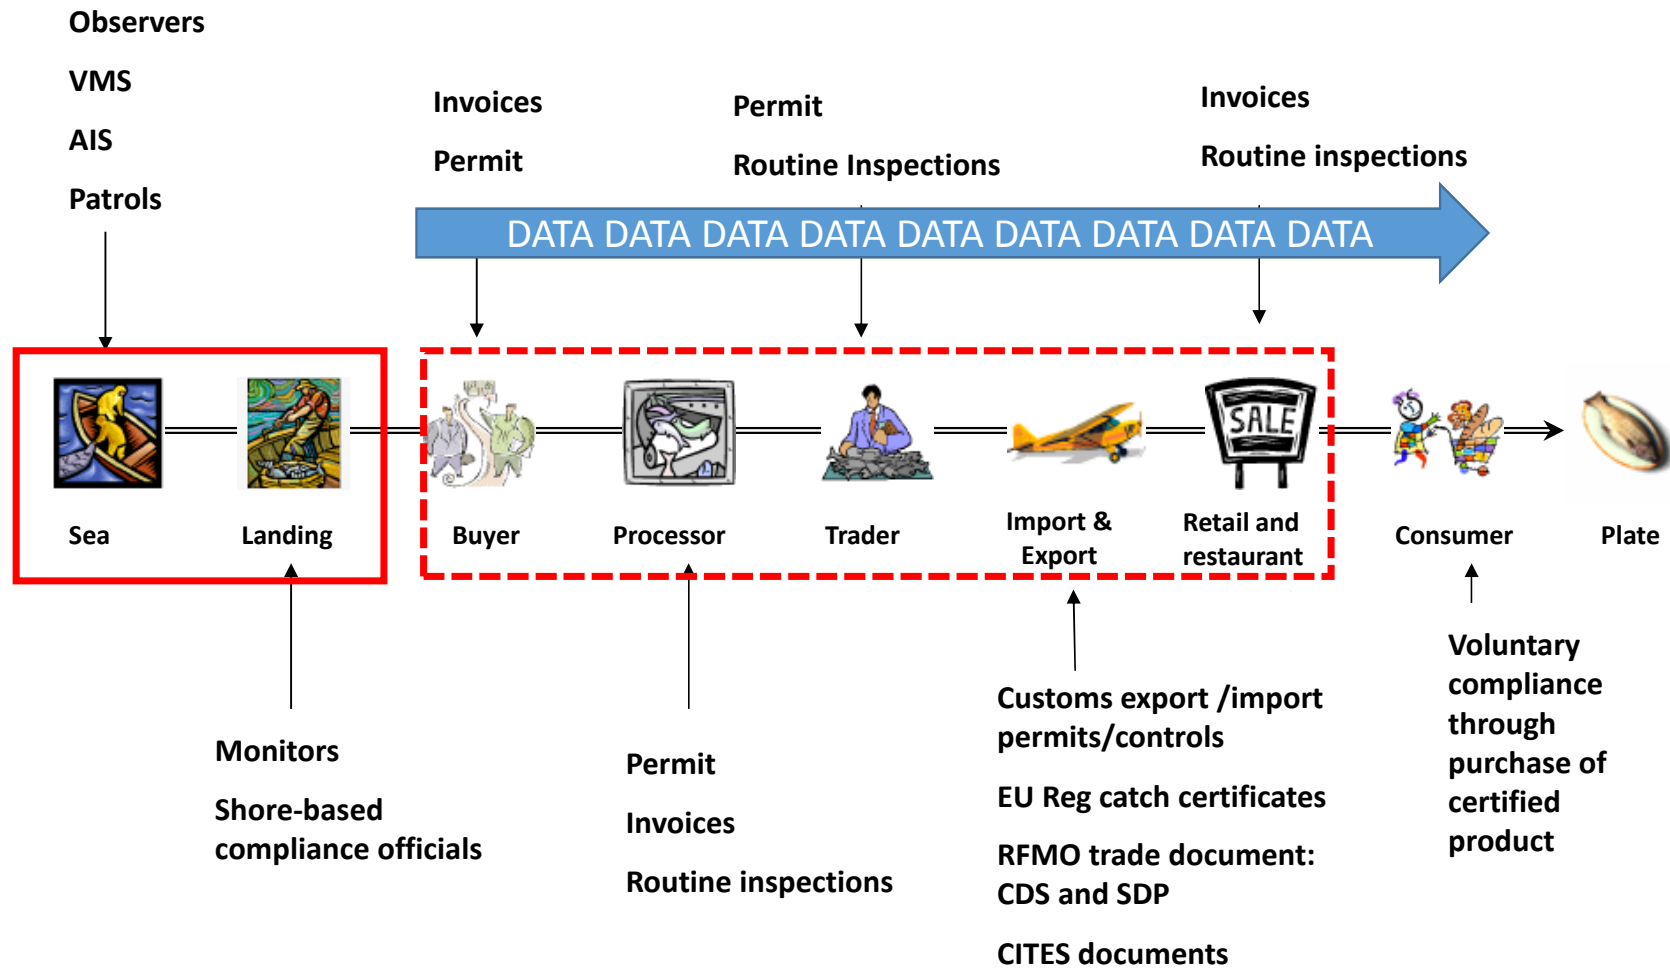 Observers
VMS
AIS
Patrols
Invoices
Permit
Permit
Routine Inspections
Invoices
Routine inspections
DATA DATA DATA DATA DATA DATA DATA DATA DATA
SALE
Sea
Landing
Buyer
Processor
Trader
Import &
Export
Retail and
restaurant
Consumer
Plate
Monitors
Shore-based
compliance officials
Permit
Invoices
Routine inspections
Customs export /import
permits/controls
EU Reg catch certificates
RFMO trade document:
CDS and SDP
CITES documents
Voluntary
compliance
through
purchase of
certified
product